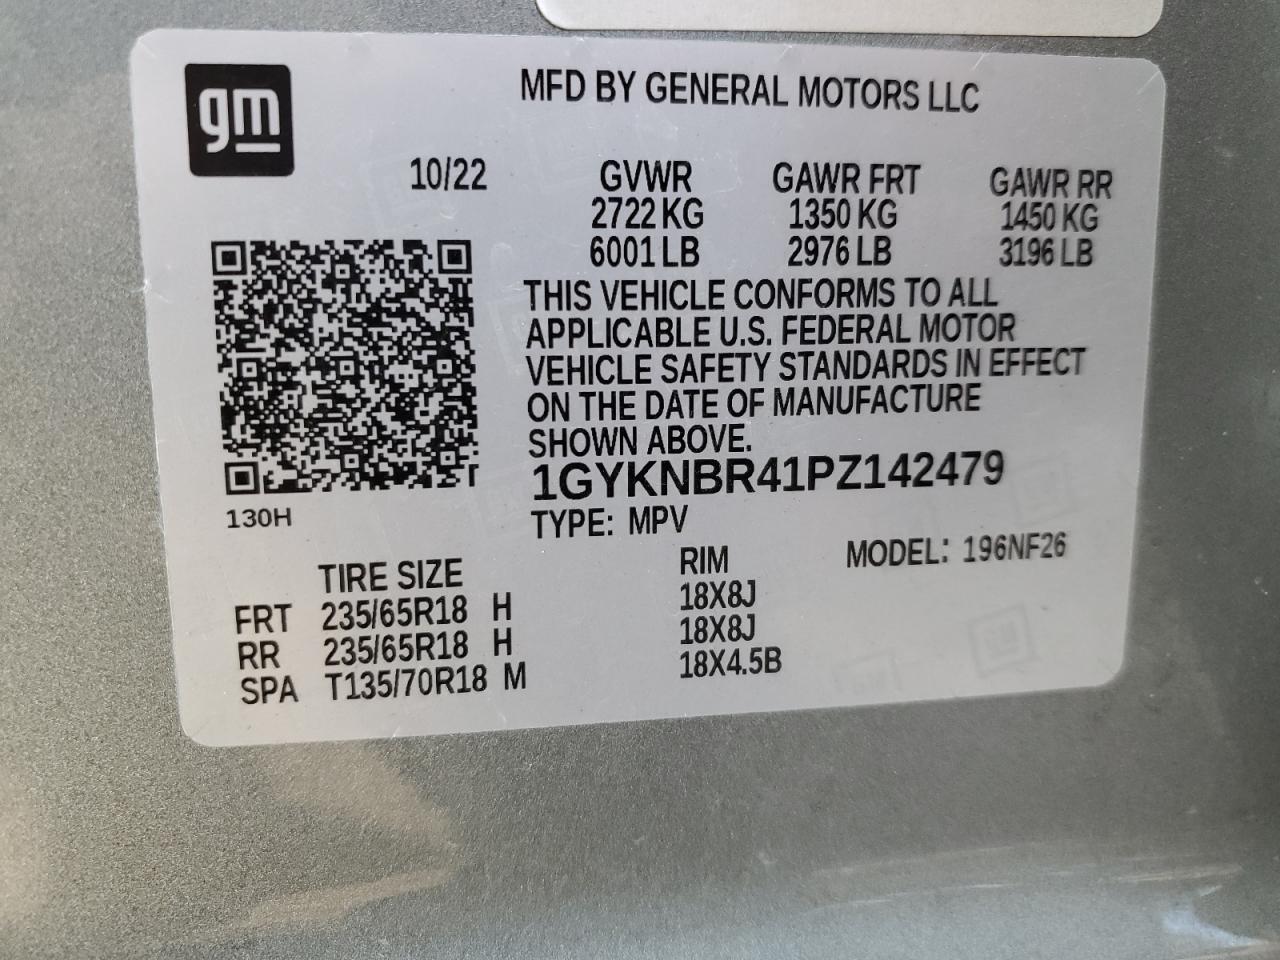 gm
MFD BY GENERAL MOTORS LLC
10/22 GVWR GAWR FRT GAWR RR
2722 KG 1350 KG 1450 KG
6001 LB 2976 LB 3196 LB
THIS VEHICLE CONFORMS TO ALL
APPLICABLE U.S. FEDERAL MOTOR
VEHICLE SAFETY STANDARDS IN EFFECT
ON THE DATE OF MANUFACTURE
SHOWN ABOVE.
1GYKNBR41PZ142479
130H
TYPE: MPV
MODEL: 196NF26
TIRE SIZE RIM
FRT 235/65R18 H 18X8J
RR 235/65R18 H 18X8J
SPA T135/70R18 M 18X4.5B
gm